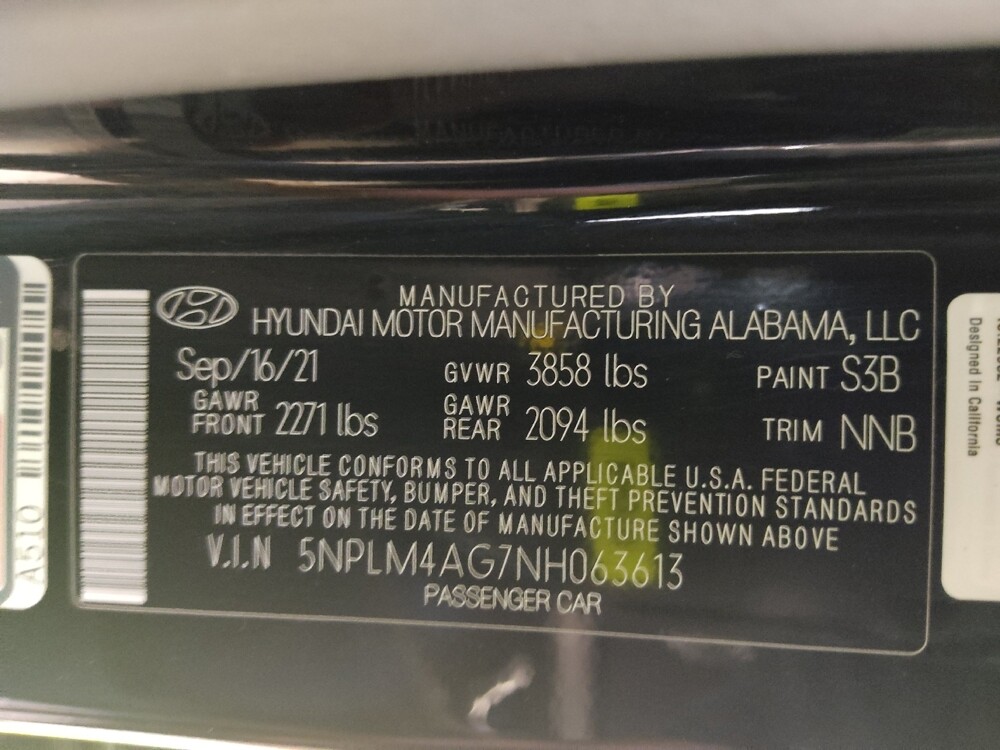 MANUFACTURED BY
HYUNDAI MOTOR MANUFACTURING ALABAMA, LLC
Sep/16/21 GVWR 3858 lbs PAINT S3B
GAWR FRONT 2271 lbs GAWR REAR 2094 lbs TRIM NNB
THIS VEHICLE CONFORMS TO ALL APPLICABLE U.S.A. FEDERAL
MOTOR VEHICLE SAFETY, BUMPER, AND THEFT PREVENTION STANDARDS
IN EFFECT ON THE DATE OF MANUFACTURE SHOWN ABOVE
V.I.N 5NPLM4AG7NH063613
PASSENGER CAR
A510
Designed in California